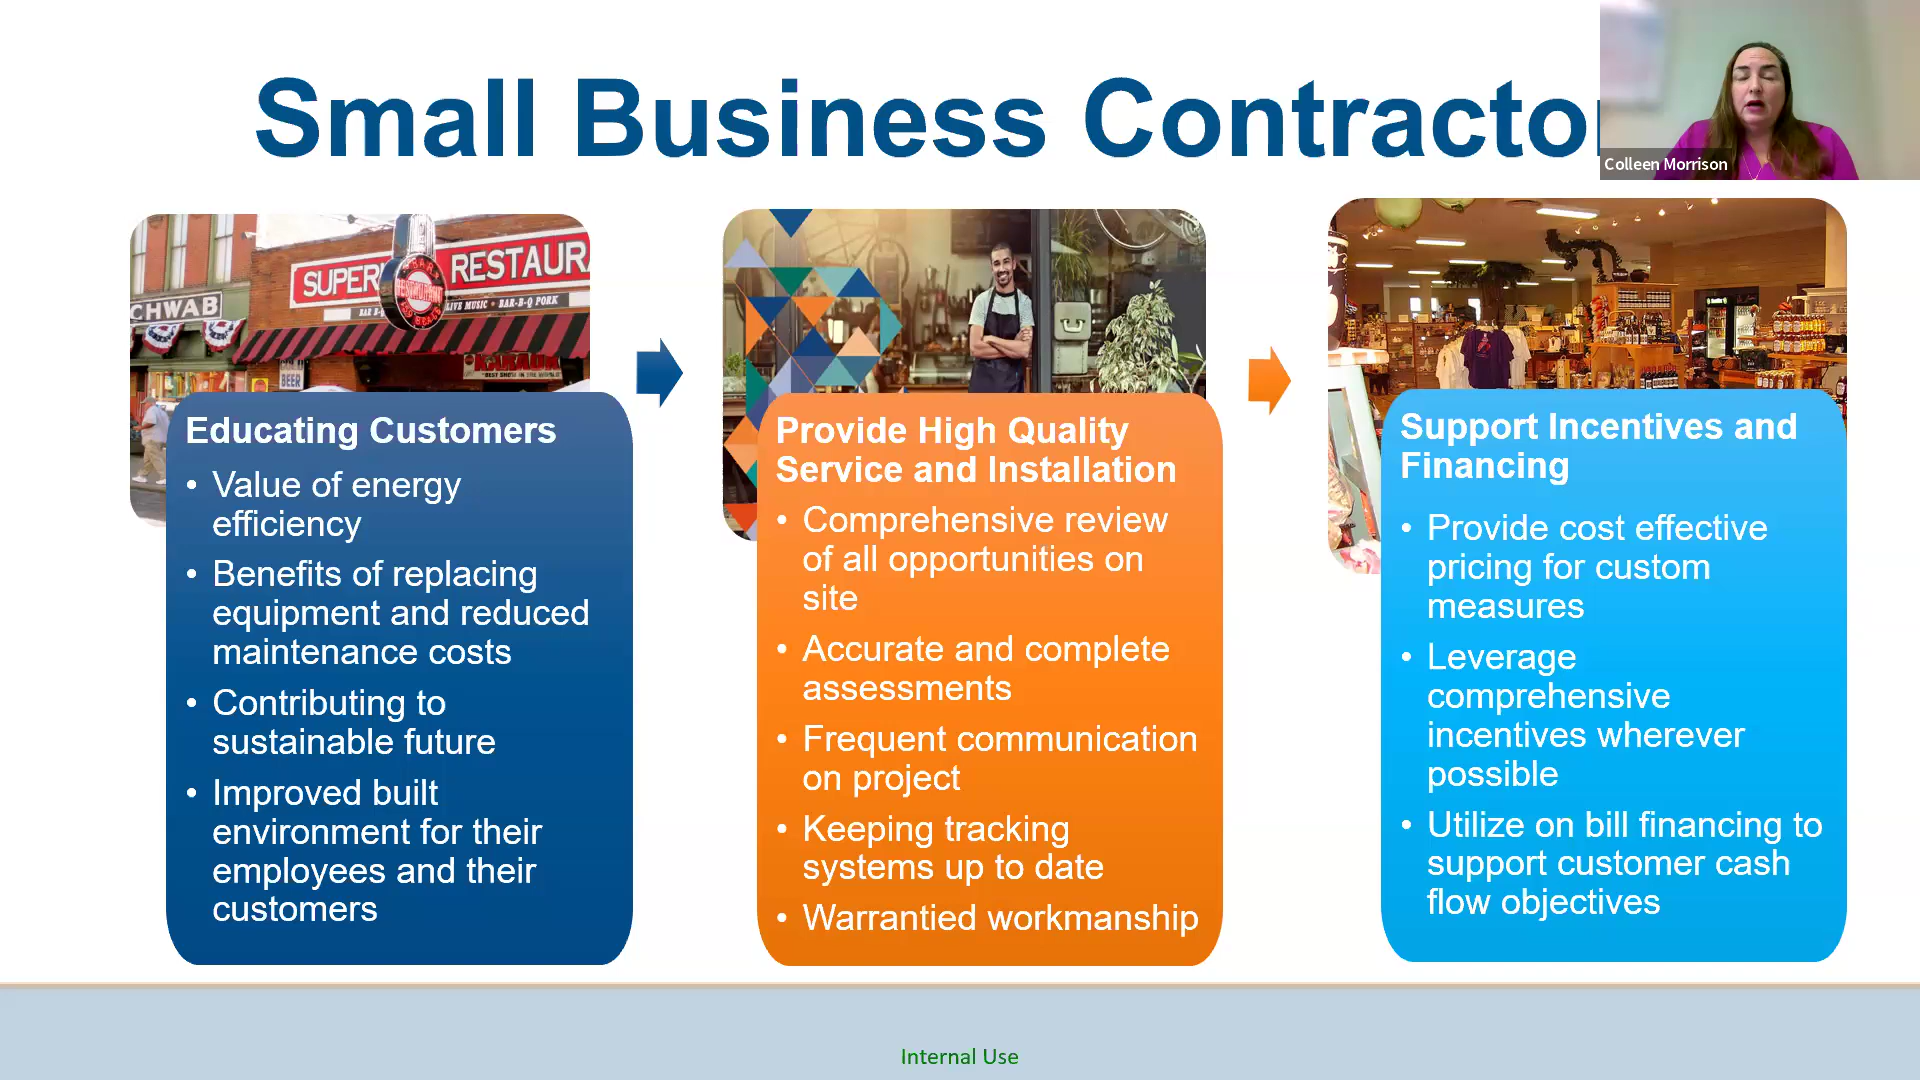 Small Business Contractor
Colleen Morrison
SUPERI
RESTAUR
CHWAB
BAR
LIVE MUSIC • BAR-B-Q PORK
BEER
Educating Customers
• Value of energy
efficiency
• Benefits of replacing
equipment and reduced
maintenance costs
• Contributing to
sustainable future
• Improved built
environment for their
employees and their
customers
Provide High Quality
Service and Installation
• Comprehensive review
of all opportunities on
site
• Accurate and complete
assessments
• Frequent communication
on project
• Keeping tracking
systems up to date
• Warrantied workmanship
Support Incentives and
Financing
• Provide cost effective
pricing for custom
measures
• Leverage
comprehensive
incentives wherever
possible
• Utilize on bill financing to
support customer cash
flow objectives
Internal Use